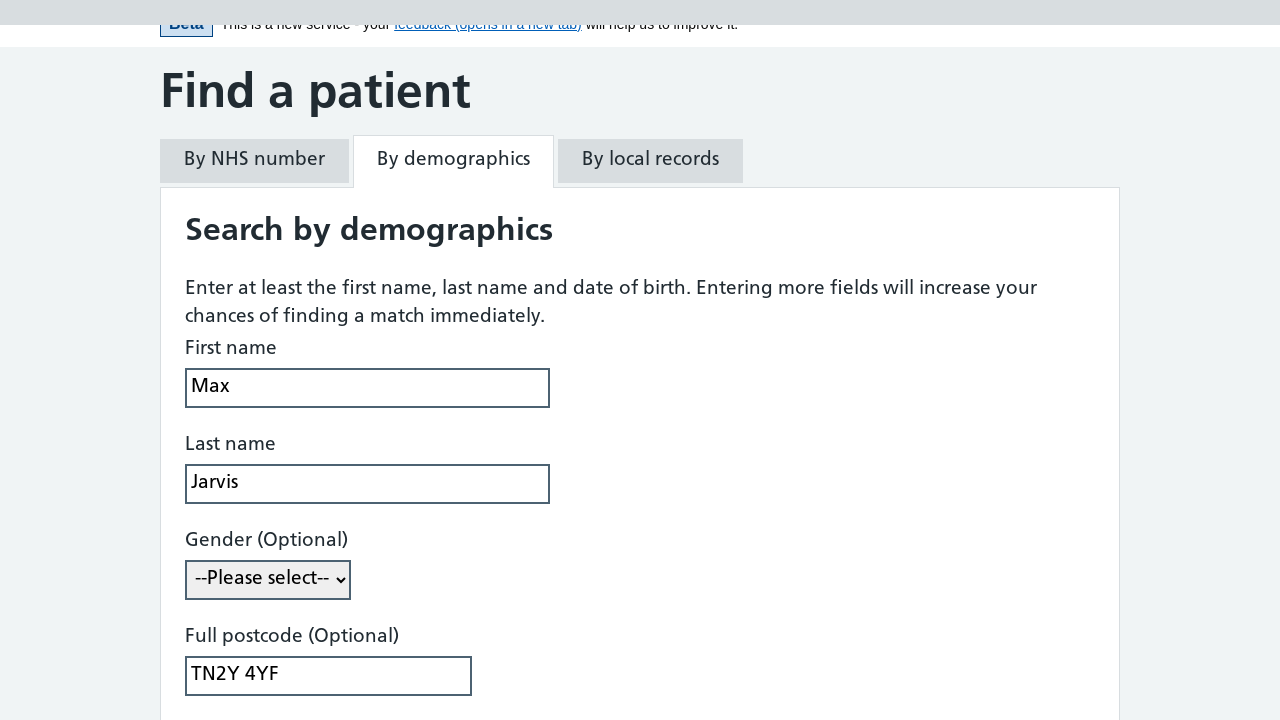 Beta This is a new service - your feedback (opens in a new tab) will help us to improve it.
Find a patient
By NHS number
By demographics
By local records
Search by demographics
Enter at least the first name, last name and date of birth. Entering more fields will increase your
chances of finding a match immediately.
First name
Max
Last name
Jarvis
Gender (Optional)
--Please select--
Full postcode (Optional)
TN2Y 4YF